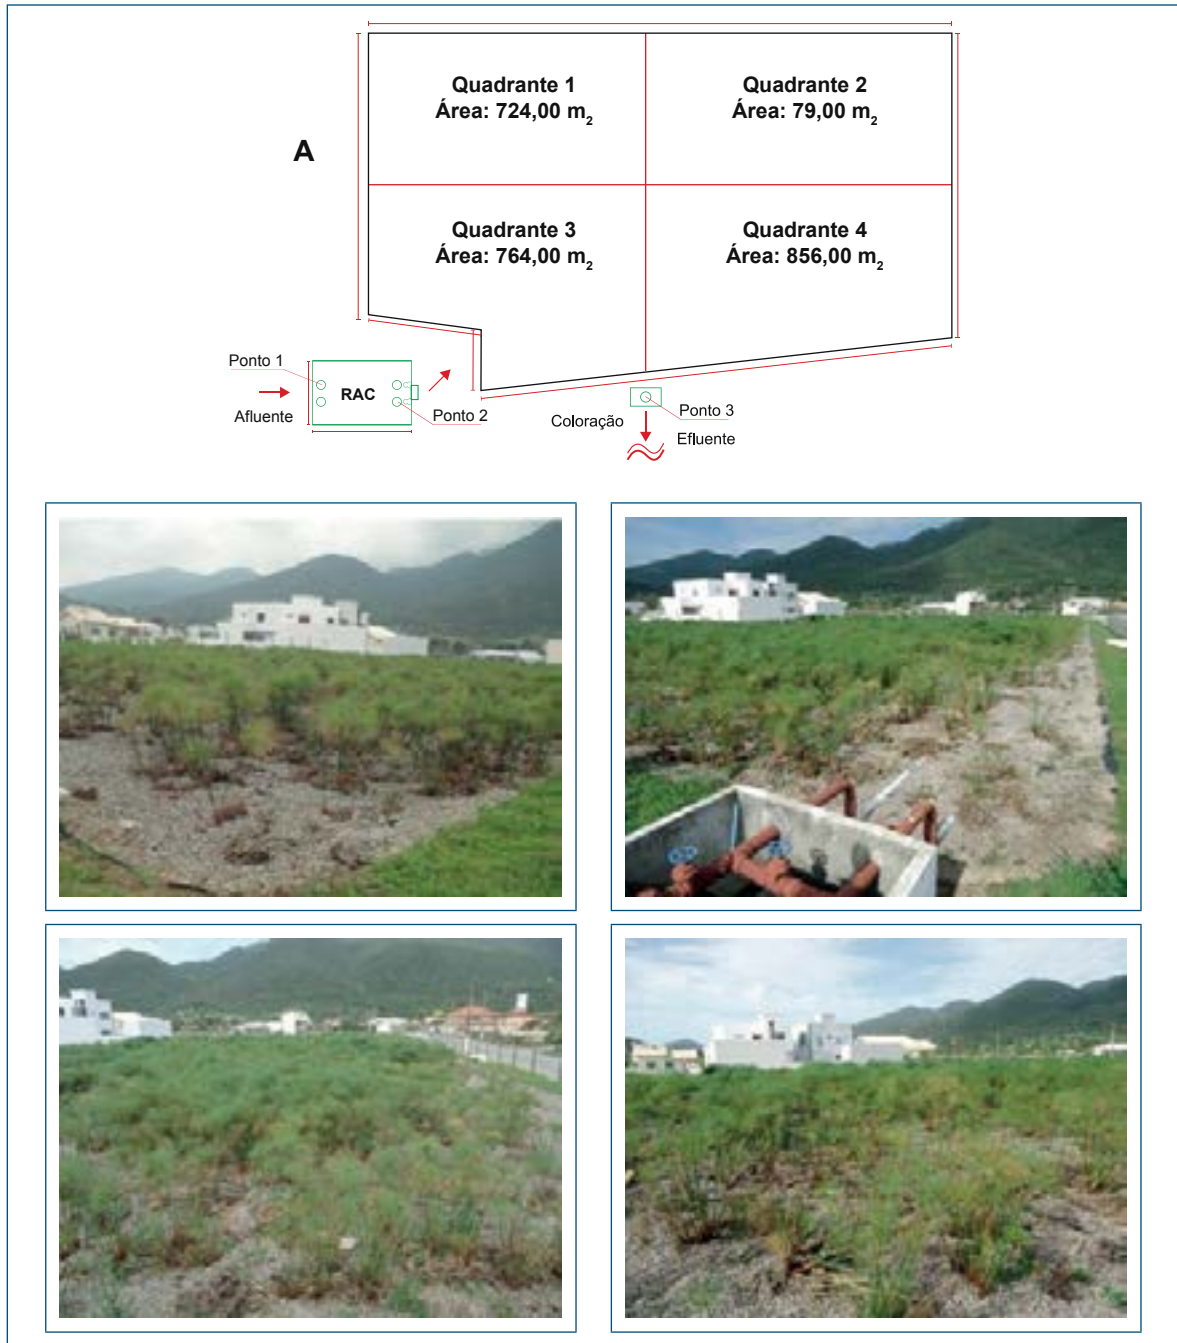 Quadrante 1
Área: 724,00 m2
Quadrante 2
Área: 79,00 m2
A
Quadrante 3
Área: 764,00 m2
Quadrante 4
Área: 856,00 m2
Ponto 1
RAC
Afluente
Ponto 2
Coloração
Ponto 3
Efluente